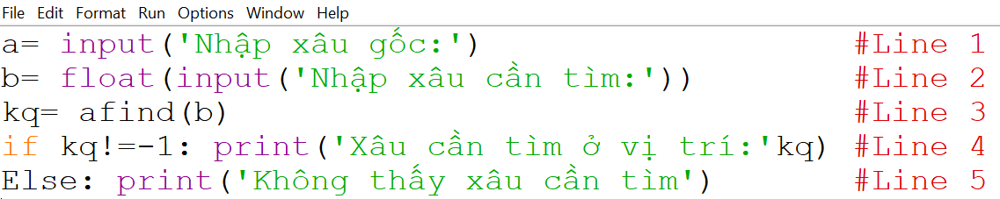 File Edit Format Run Options Window Help
a= input('Nhập xâu gốc:') #Line 1
b= float(input('Nhập xâu cần tìm:')) #Line 2
kq= afind(b) #Line 3
if kq!=-1: print('Xâu cần tìm ở vị trí:'kq) #Line 4
Else: print('Không thấy xâu cần tìm') #Line 5